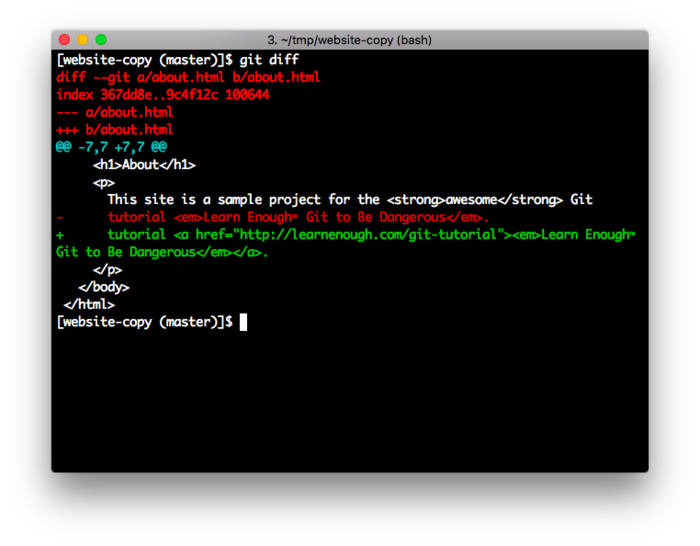 3. ~/tmp/website-copy (bash)
[website-copy (master)]$ git diff
diff --git a/about.html b/about.html
index 367dd8e..9c4f12c 100644
--- a/about.html
+++ b/about.html
@@ -7,7 +7,7 @@
     <h1>About</h1>
     <p>
       This site is a sample project for the <strong>awesome</strong> Git
-      tutorial <em>Learn Enough™ Git to Be Dangerous</em>.
+      tutorial <a href="http://learnenough.com/git-tutorial"><em>Learn Enough™
Git to Be Dangerous</em></a>.
     </p>
   </body>
 </html>
[website-copy (master)]$